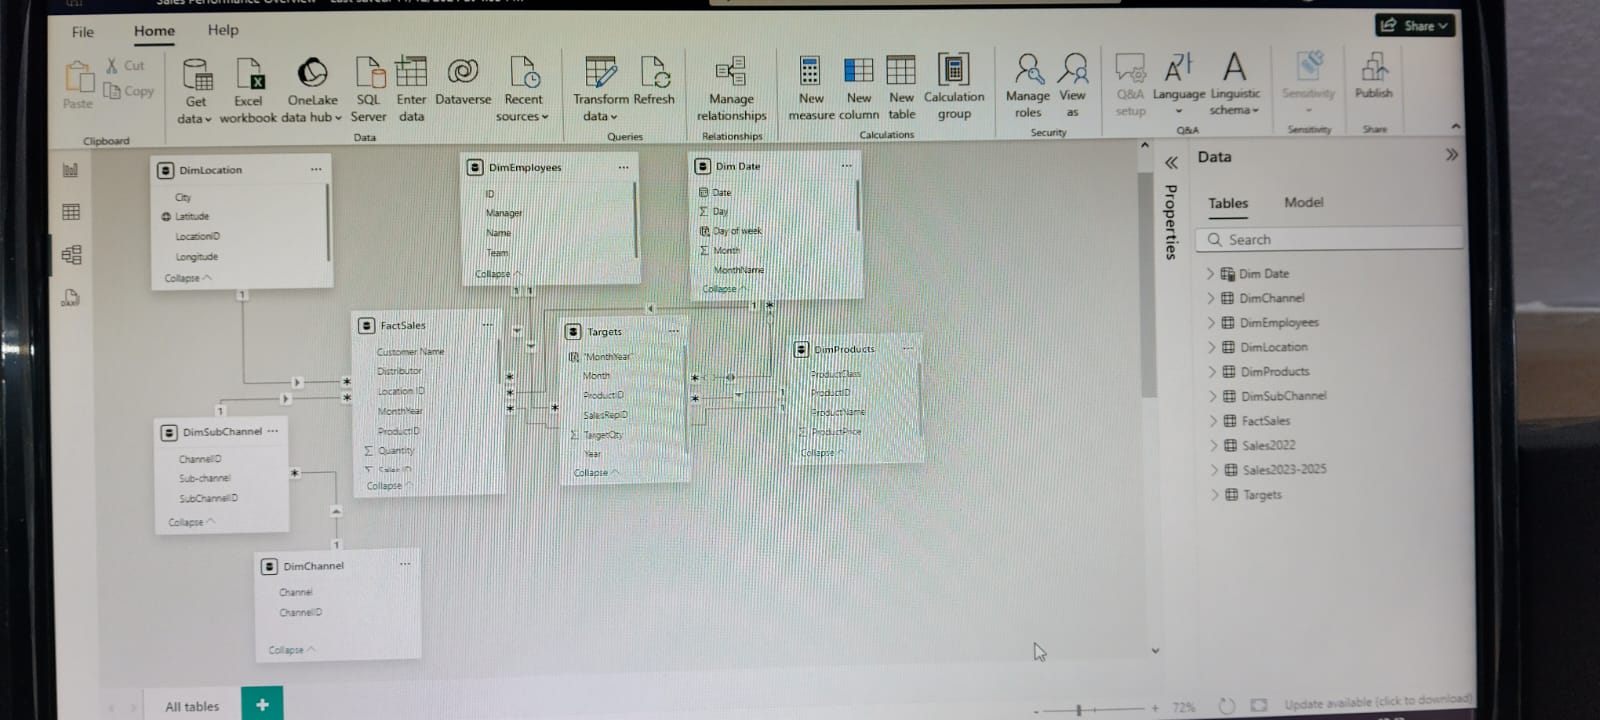 File Home Help Share
Paste Cut Copy Clipboard
Get data Excel workbook OneLake data hub SQL Server Enter data Dataverse Recent sources Data
Transform data Refresh Queries
Manage relationships Relationships
New measure New column New table Calculation group Calculations
Manage roles View as Security
Q&A setup Language Linguistic schema Q&A
Sensitivity Sensitivity
Publish Share
DimLocation
City
Latitude
LocationID
Longitude
Collapse
DimEmployees
ID
Manager
Name
Team
Collapse
Dim Date
Date
Day
Day of week
Month
MonthName
Collapse
FactSales
Customer Name
Distributor
Location ID
MonthYear
ProductID
Quantity
Collapse
Targets
"MonthYear"
Month
ProductID
SalesRepID
TargetQty
Year
Collapse
DimProducts
ProductClass
ProductID
ProductName
ProductPrice
Collapse
DimSubChannel
ChannelID
Sub-channel
SubChannelID
Collapse
DimChannel
Channel
ChannelID
Collapse
Properties
Data
Tables Model
Search
Dim Date
DimChannel
DimEmployees
DimLocation
DimProducts
DimSubChannel
FactSales
Sales2022
Sales2023-2025
Targets
All tables +
- + 72% Update available (click to download)